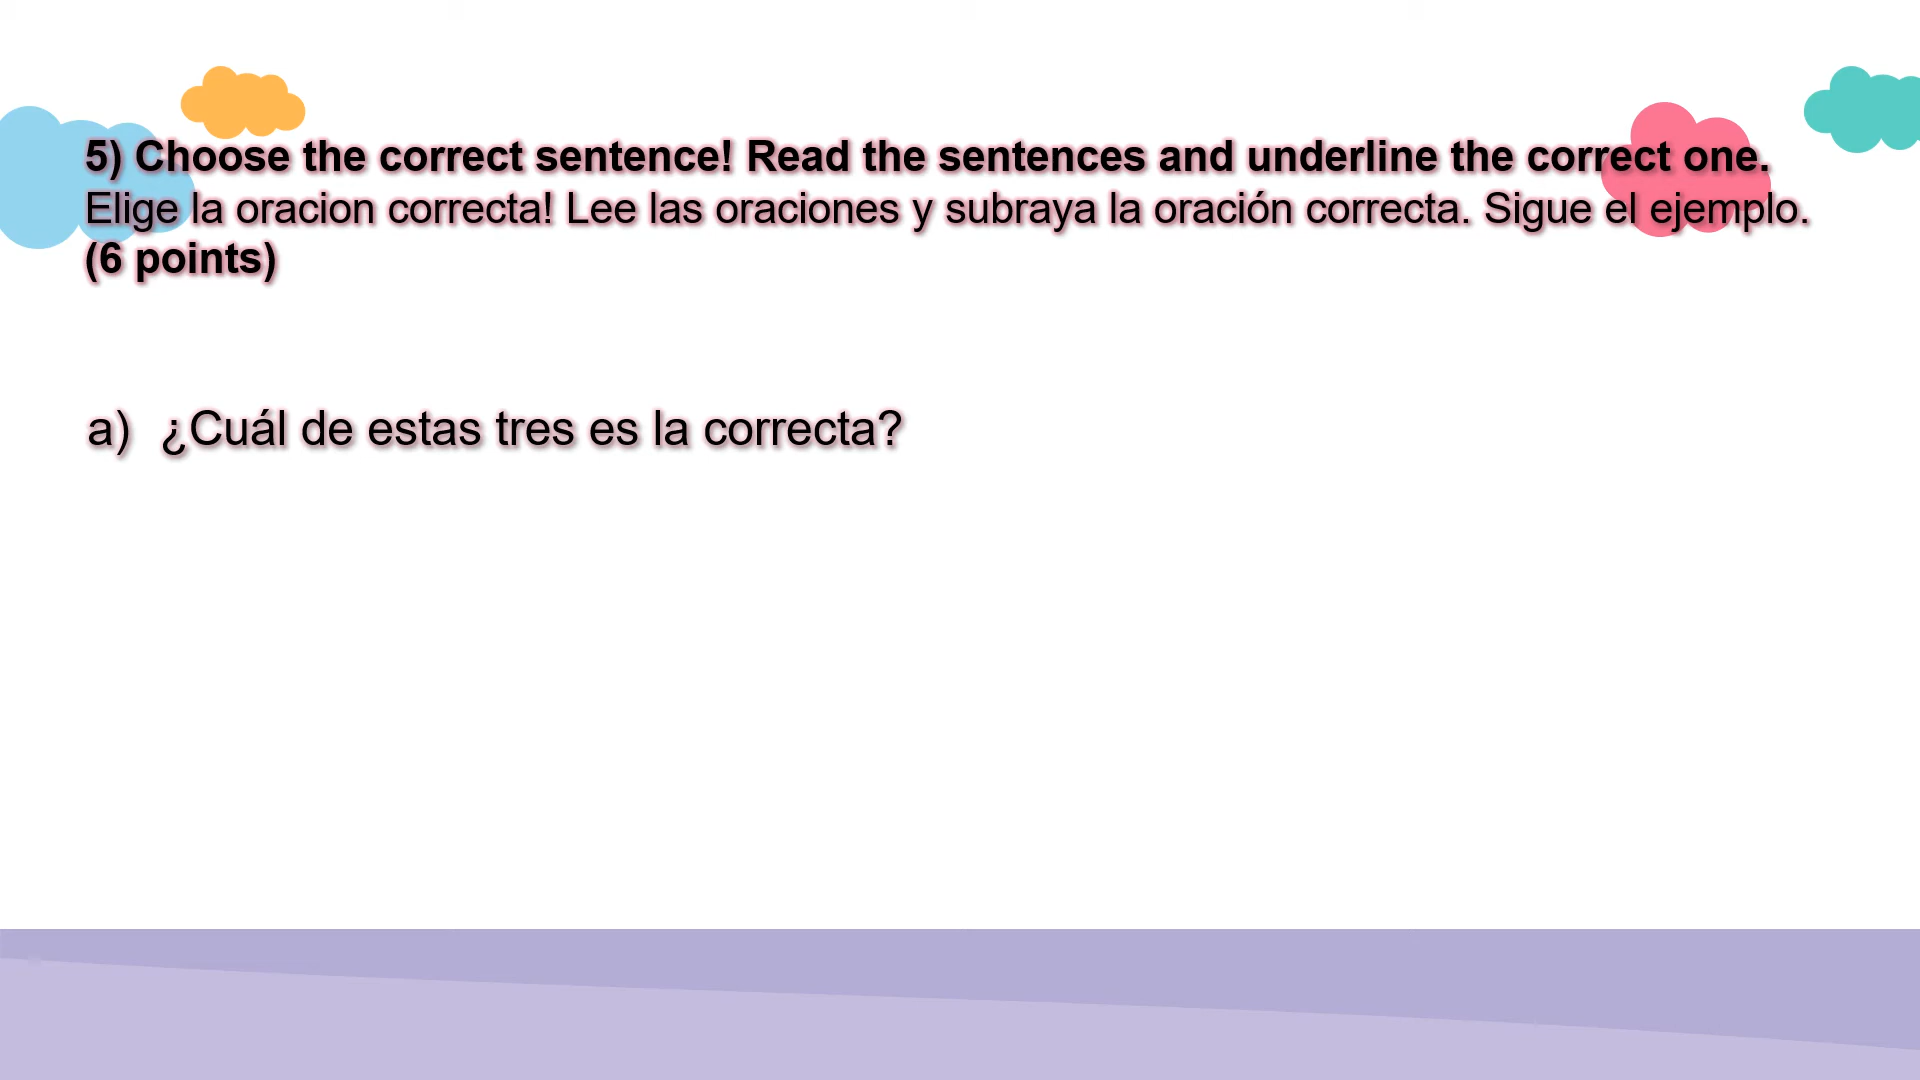 5) Choose the correct sentence! Read the sentences and underline the correct one.
Elige la oracion correcta! Lee las oraciones y subraya la oración correcta. Sigue el ejemplo.
(6 points)
a) ¿Cuál de estas tres es la correcta?